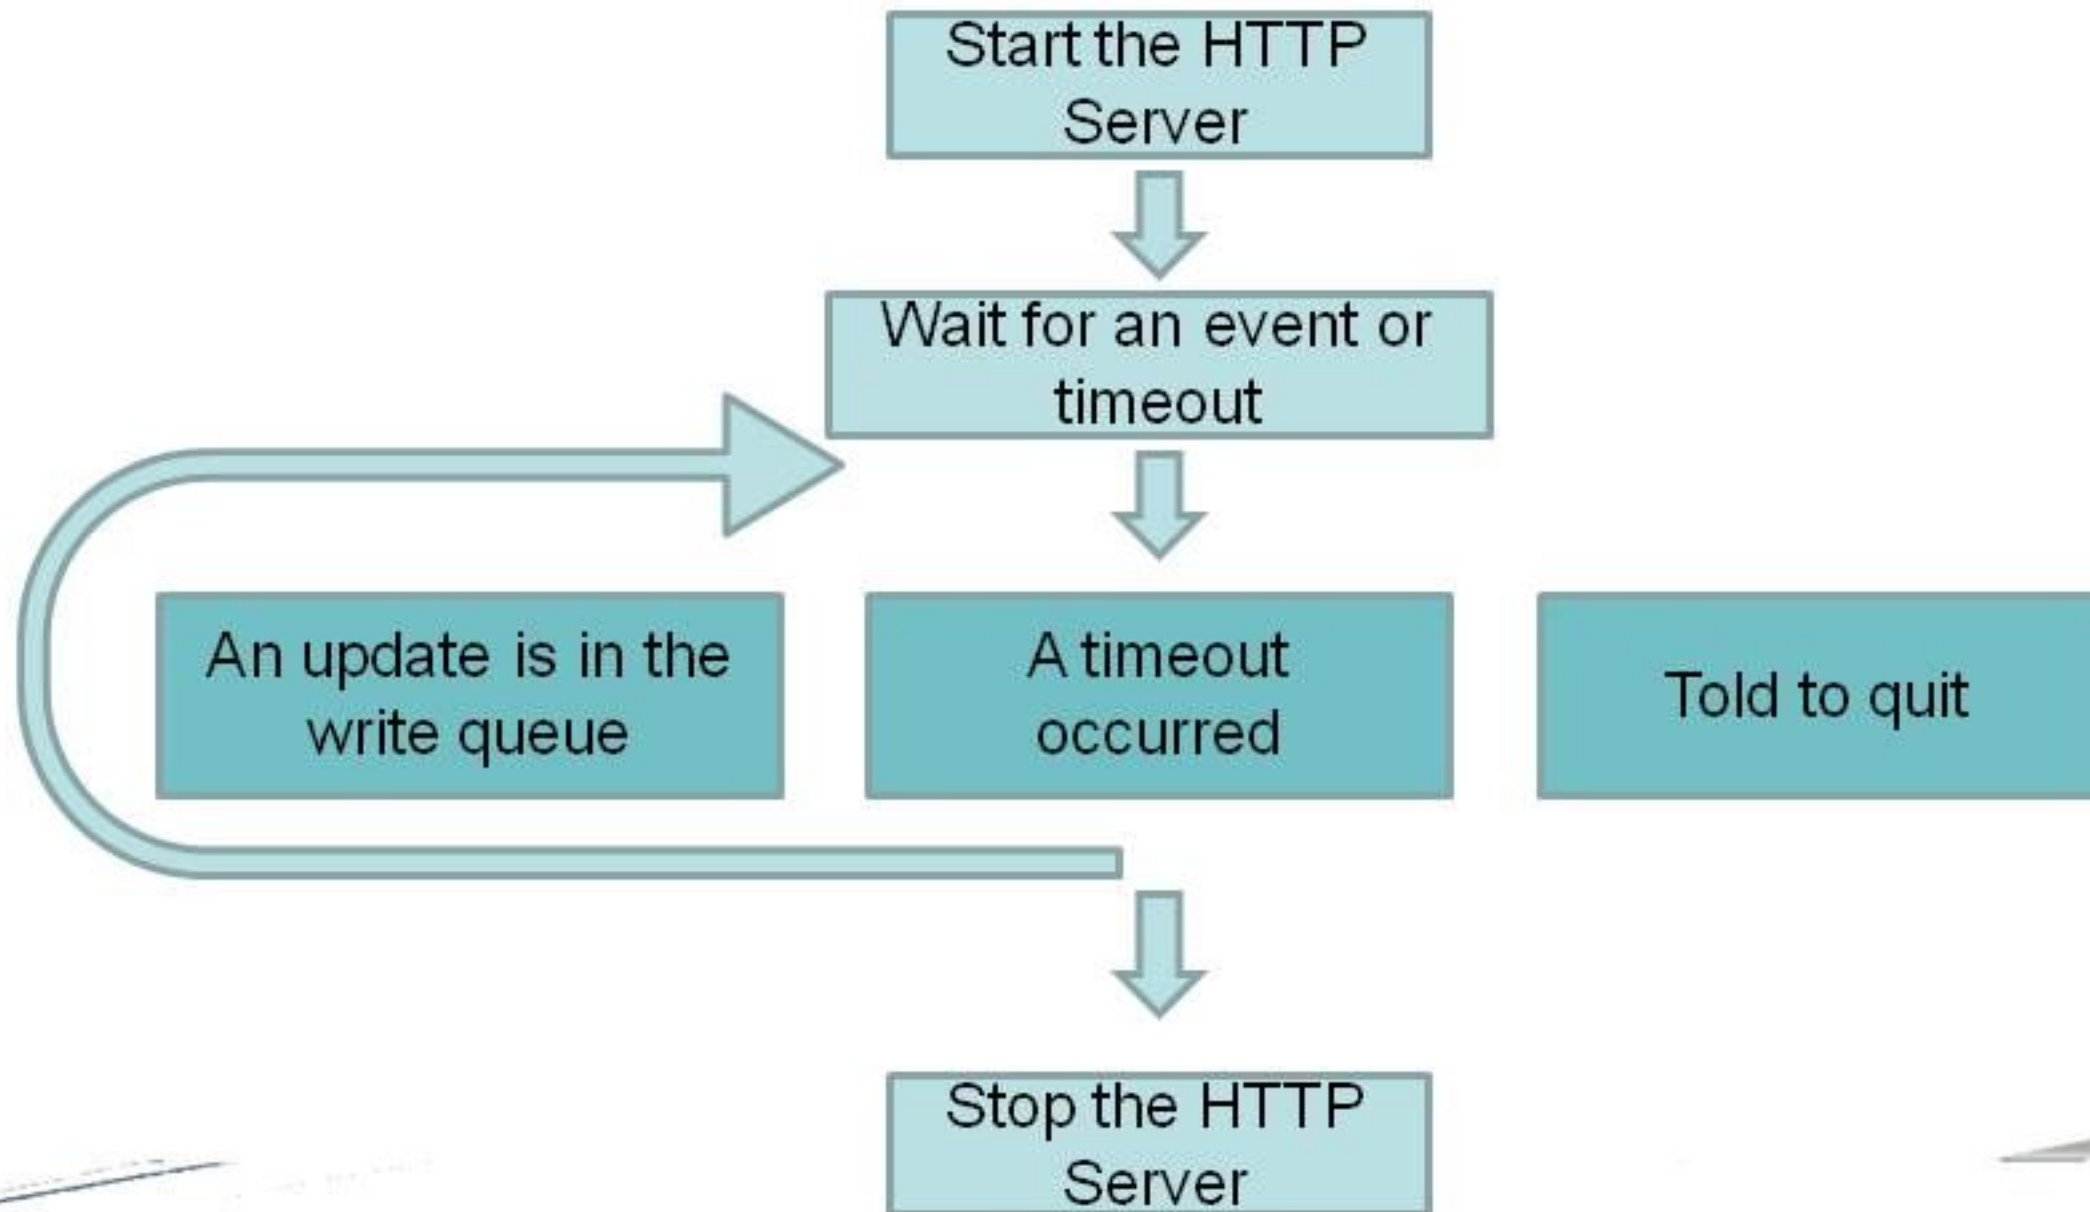 Start the HTTP
Server
Wait for an event or
timeout
An update is in the
write queue
A timeout
occurred
Told to quit
Stop the HTTP
Server